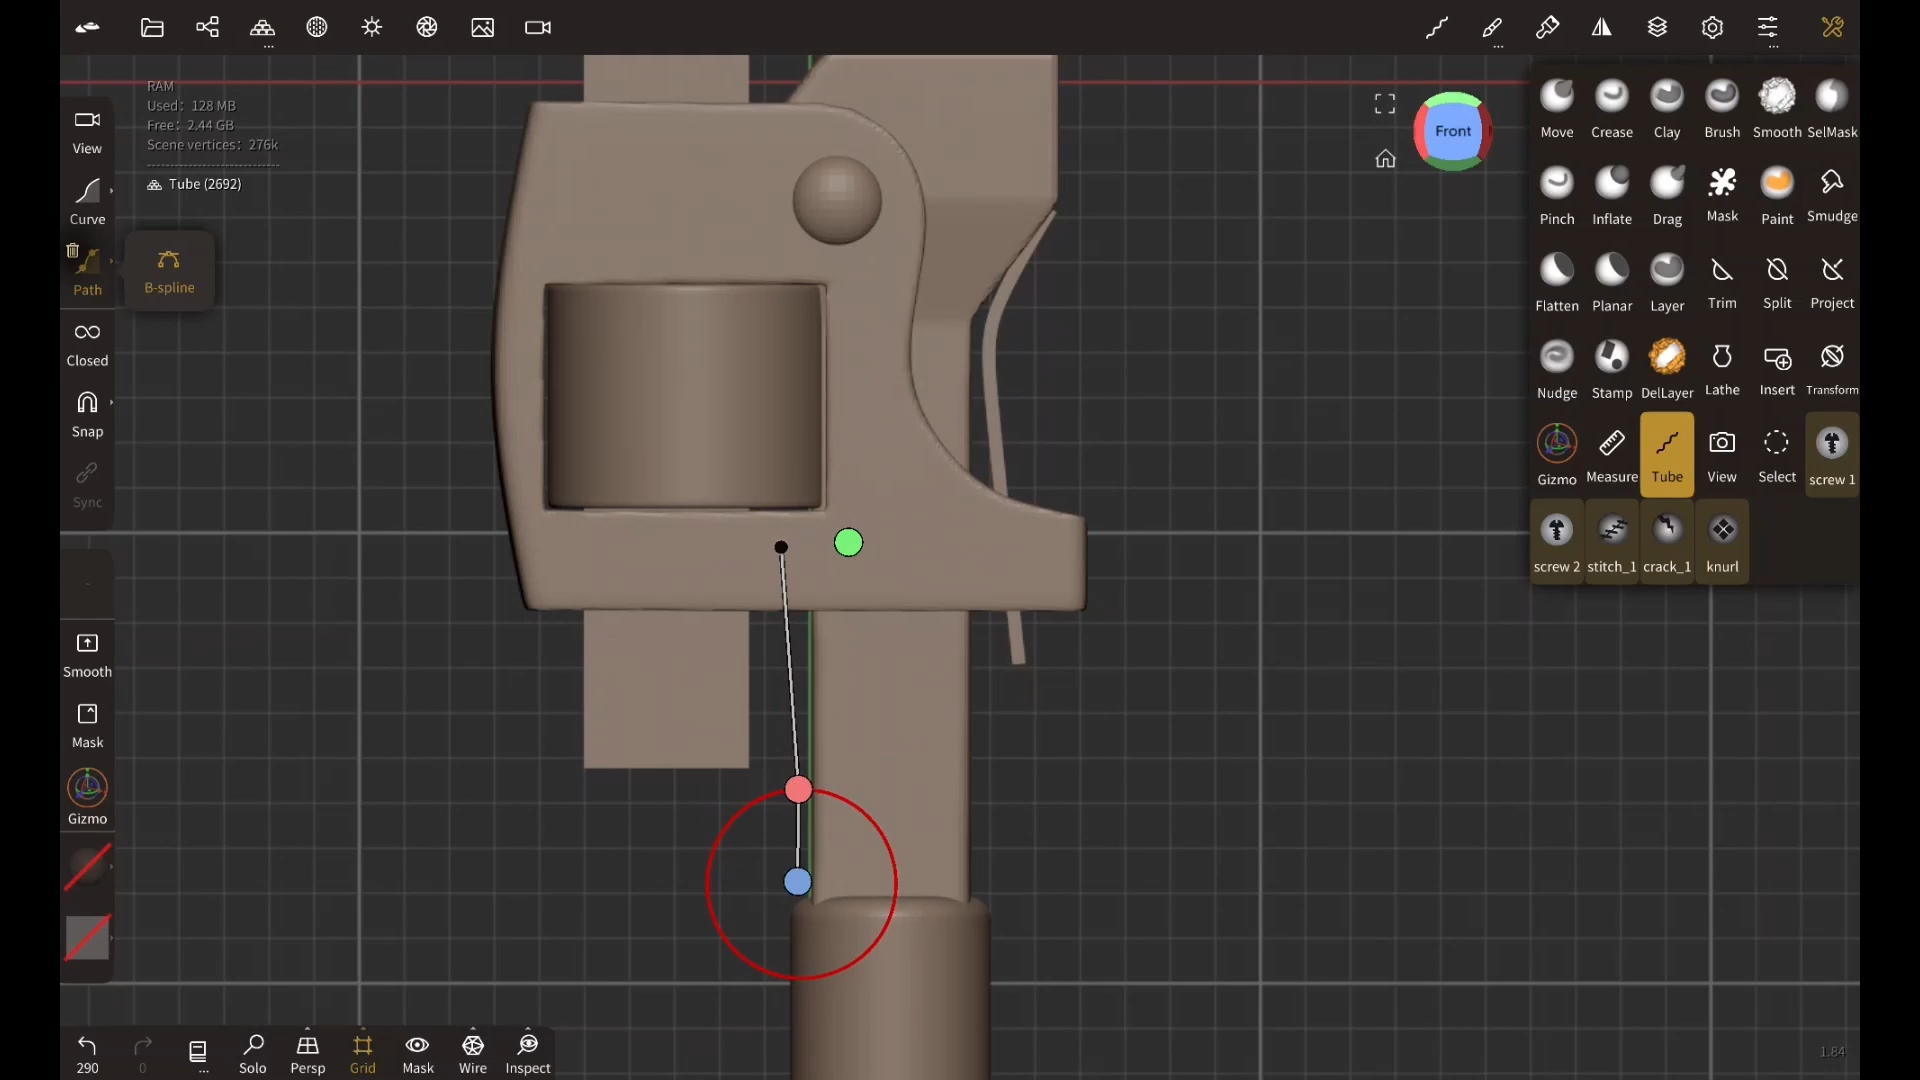 RAM
Used: 128 MB
Free: 2.44 GB
Scene vertices: 276k
Tube (2692)
View
Curve
Path
B-spline
Closed
Snap
Sync
Smooth
Mask
Gizmo
290
0
Solo
Persp
Grid
Mask
Wire
Inspect
Front
Move Crease Clay Brush Smooth SelMask
Pinch Inflate Drag Mask Paint Smudge
Flatten Planar Layer Trim Split Project
Nudge Stamp DelLayer Lathe Insert Transform
Gizmo Measure Tube View Select screw 1
screw 2 stitch_1 crack_1 knurl
1.84